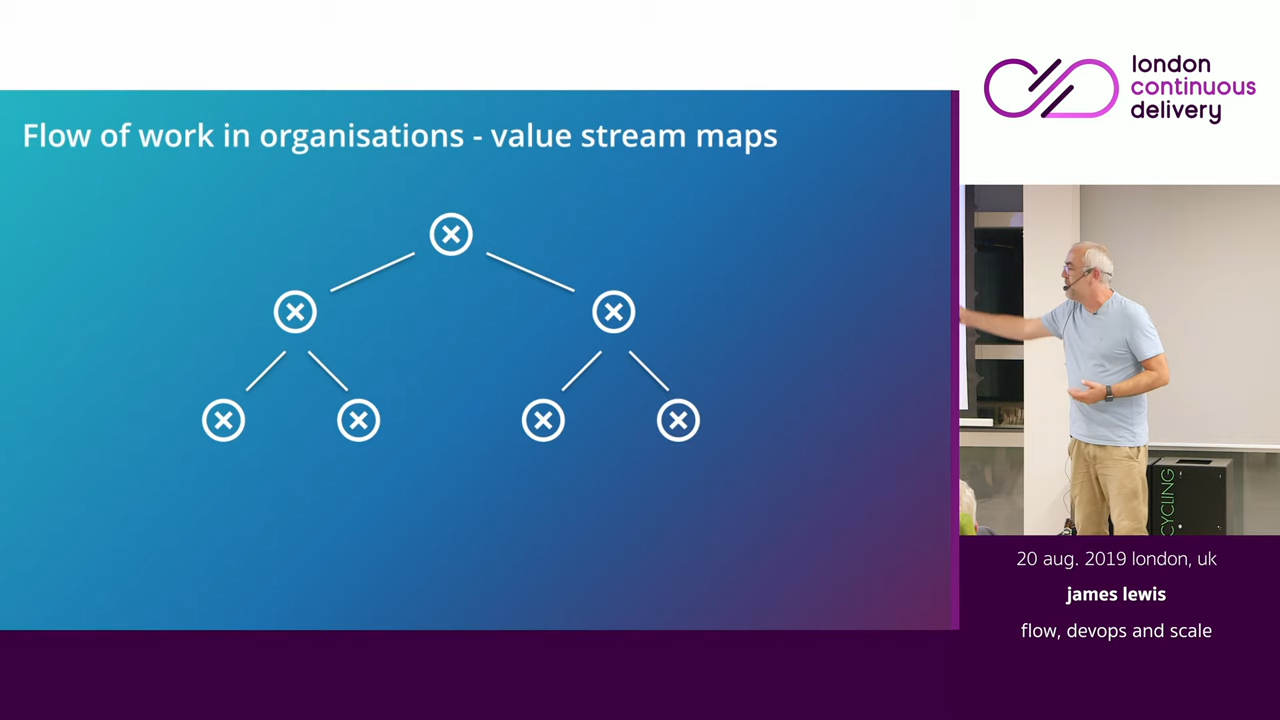 Flow of work in organisations - value stream maps
london
continuous
delivery
CYCLING
20 aug. 2019 london, uk
james lewis
flow, devops and scale